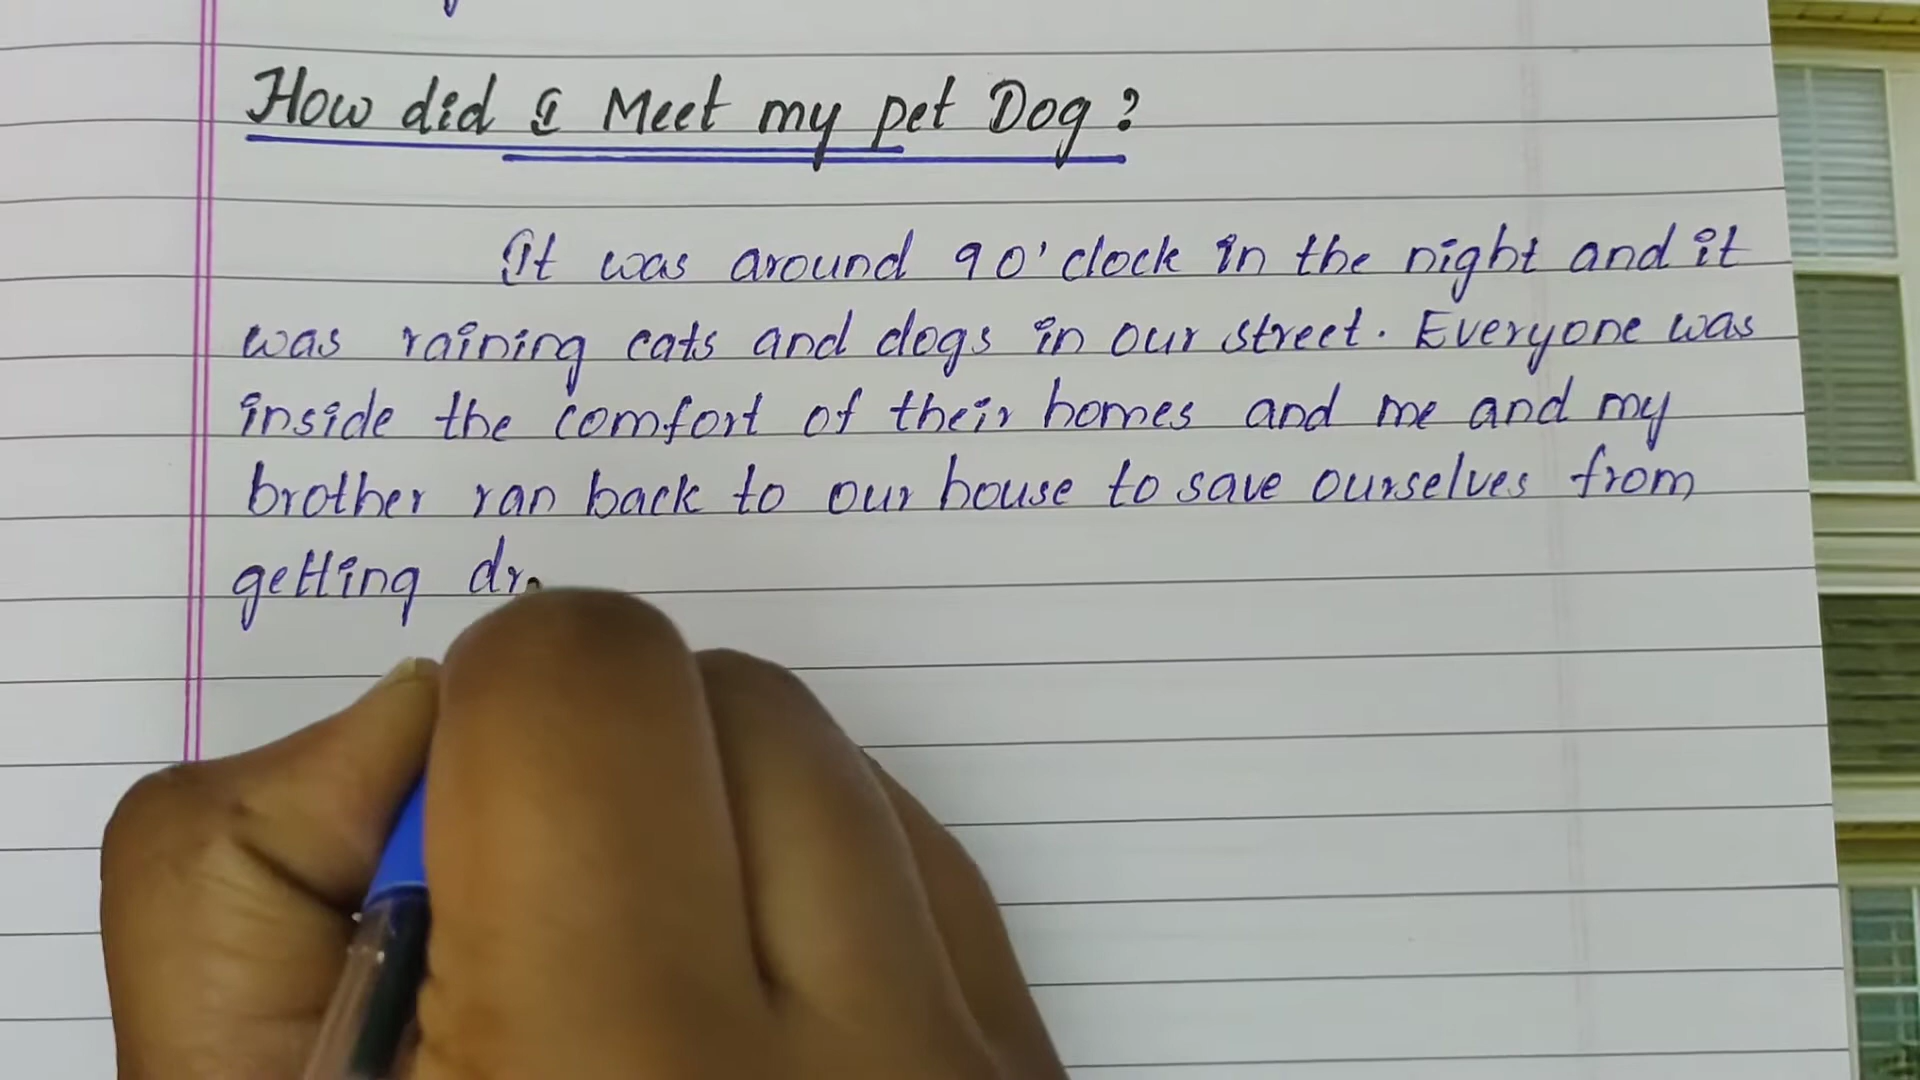 How did I Meet my pet Dog?
It was around 9 o'clock in the night and it
was raining cats and dogs in our street. Everyone was
inside the comfort of their homes and me and my
brother ran back to our house to save ourselves from
getting